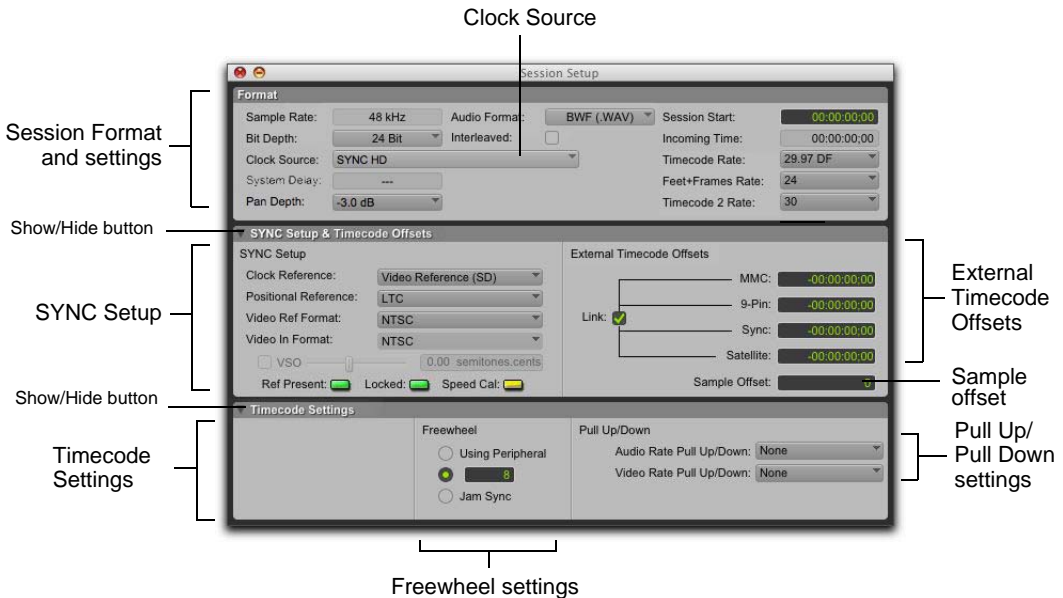 Clock Source
Session Setup
Format
Session Format
and settings
Sample Rate: 48 kHz Audio Format: BWF (.WAV) Session Start: 00:00:00;00
Bit Depth: 24 Bit Interleaved: Incoming Time: 00:00:00;00
Clock Source: SYNC HD Timecode Rate: 29.97 DF
System Delay: --- Feet+Frames Rate: 24
Pan Depth: -3.0 dB Timecode 2 Rate: 30
Show/Hide button
SYNC Setup & Timecode Offsets
SYNC Setup
SYNC Setup
Clock Reference: Video Reference (SD)
Positional Reference: LTC
Video Ref Format: NTSC
Video In Format: NTSC
VSO 0.00 semitones.cents
Ref Present: Locked: Speed Cal:
External Timecode Offsets
MMC: -00:00:00;00
9-Pin: -00:00:00;00
Link:
Sync: -00:00:00;00
Satellite: -00:00:00;00
Sample Offset: 0
External
Timecode
Offsets
Sample
offset
Show/Hide button
Timecode Settings
Timecode
Settings
Freewheel
Using Peripheral
8
Jam Sync
Pull Up/Down
Audio Rate Pull Up/Down: None
Video Rate Pull Up/Down: None
Pull Up/
Pull Down
settings
Freewheel settings